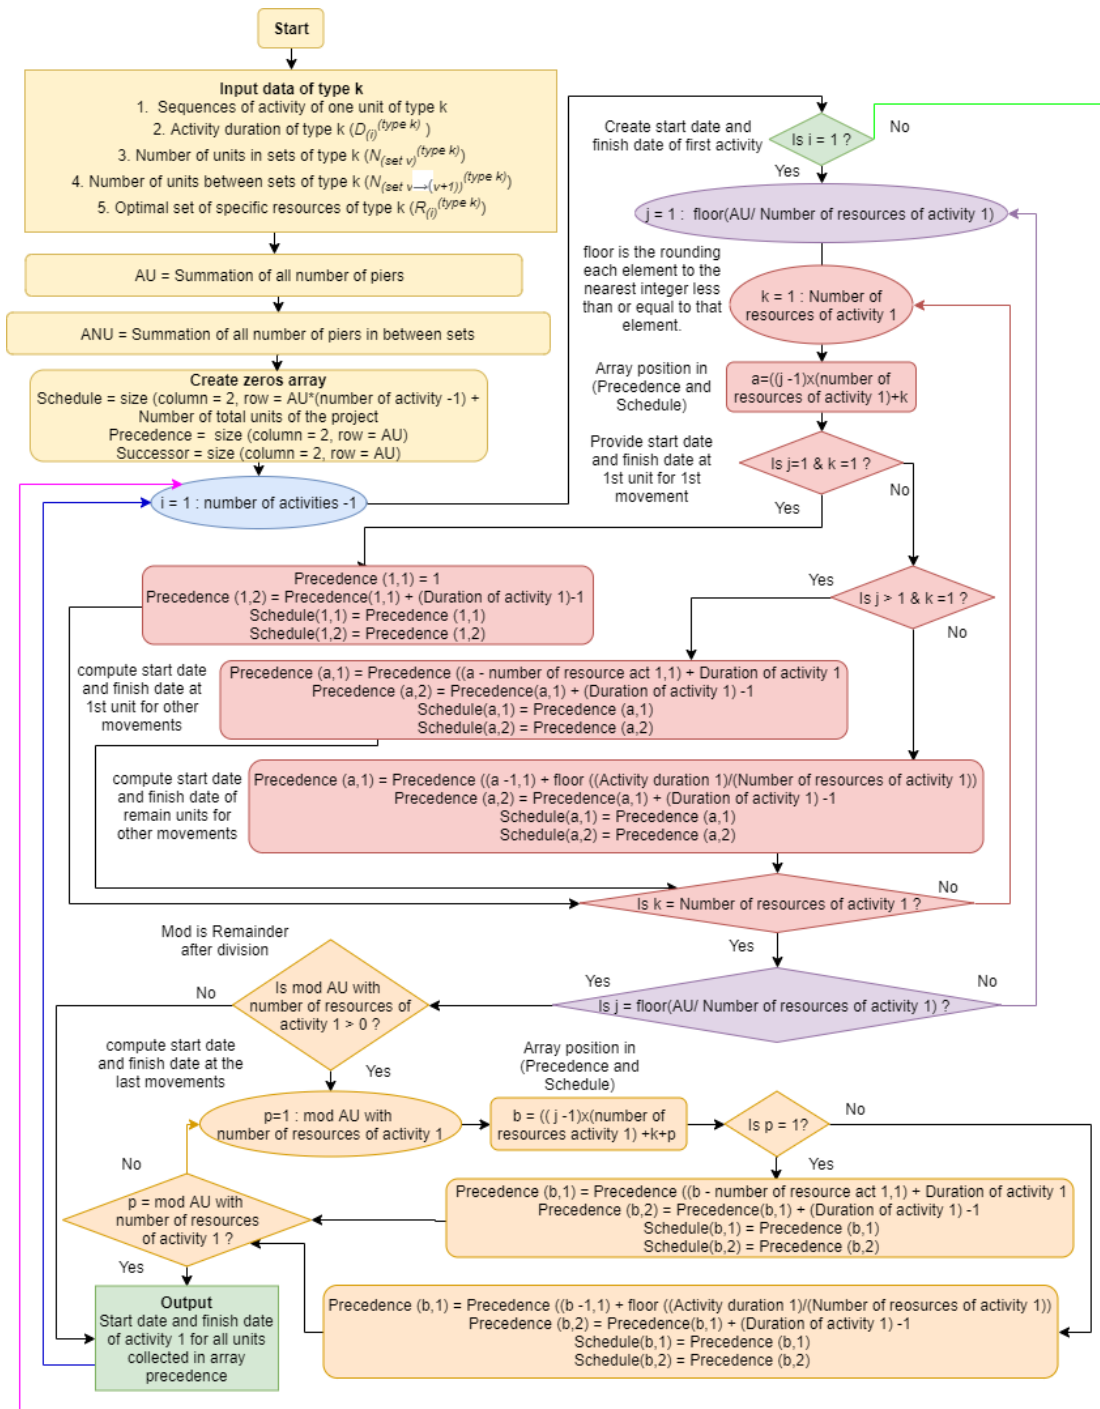 Start
Input data of type k
1. Sequences of activity of one unit of type k
2. Activity duration of type k (D(i)(type k) )
3. Number of units in sets of type k (N(set v)(type k))
4. Number of units between sets of type k (N(set v→(v+1))(type k))
5. Optimal set of specific resources of type k (R(i)(type k))
AU = Summation of all number of piers
ANU = Summation of all number of piers in between sets
Create zeros array
Schedule = size (column = 2, row = AU*(number of activity -1) +
Number of total units of the project
Precedence = size (column = 2, row = AU)
Successor = size (column = 2, row = AU)
i = 1 : number of activities -1
Create start date and
finish date of first activity
Is i = 1 ?
No
Yes
j = 1 : floor(AU/ Number of resources of activity 1)
floor is the rounding
each element to the
nearest integer less
than or equal to that
element.
k = 1 : Number of
resources of activity 1
Array position in
(Precedence and
Schedule)
a=((j -1)x(number of
resources of activity 1)+k
Provide start date
and finish date at
1st unit for 1st
movement
Is j=1 & k =1 ?
No
Yes
Precedence (1,1) = 1
Precedence (1,2) = Precedence(1,1) + (Duration of activity 1)-1
Schedule(1,1) = Precedence (1,1)
Schedule(1,2) = Precedence (1,2)
Yes
Is j > 1 & k =1 ?
No
compute start date
and finish date at
1st unit for other
movements
Precedence (a,1) = Precedence ((a - number of resource act 1,1) + Duration of activity 1
Precedence (a,2) = Precedence(a,1) + (Duration of activity 1) -1
Schedule(a,1) = Precedence (a,1)
Schedule(a,2) = Precedence (a,2)
compute start date
and finish date of
remain units for
other movements
Precedence (a,1) = Precedence ((a -1,1) + floor ((Activity duration 1)/(Number of resources of activity 1))
Precedence (a,2) = Precedence(a,1) + (Duration of activity 1) -1
Schedule(a,1) = Precedence (a,1)
Schedule(a,2) = Precedence (a,2)
Is k = Number of resources of activity 1 ?
No
Yes
Is j = floor(AU/ Number of resources of activity 1) ?
Yes
No
Mod is Remainder
after division
Is mod AU with
number of resources of
activity 1 > 0 ?
No
Yes
compute start date
and finish date at the
last movements
p=1 : mod AU with
number of resources of activity 1
Array position in
(Precedence and
Schedule)
b = (( j -1)x(number of
resources activity 1) +k+p
Is p = 1?
No
Yes
Precedence (b,1) = Precedence ((b - number of resource act 1,1) + Duration of activity 1
Precedence (b,2) = Precedence(b,1) + (Duration of activity 1) -1
Schedule(b,1) = Precedence (b,1)
Schedule(b,2) = Precedence (b,2)
No
p = mod AU with
number of resources
of activity 1 ?
Yes
Precedence (b,1) = Precedence ((b -1,1) + floor ((Activity duration 1)/(Number of reosurces of activity 1))
Precedence (b,2) = Precedence(b,1) + (Duration of activity 1) -1
Schedule(b,1) = Precedence (b,1)
Schedule(b,2) = Precedence (b,2)
Output
Start date and finish date
of activity 1 for all units
collected in array
precedence